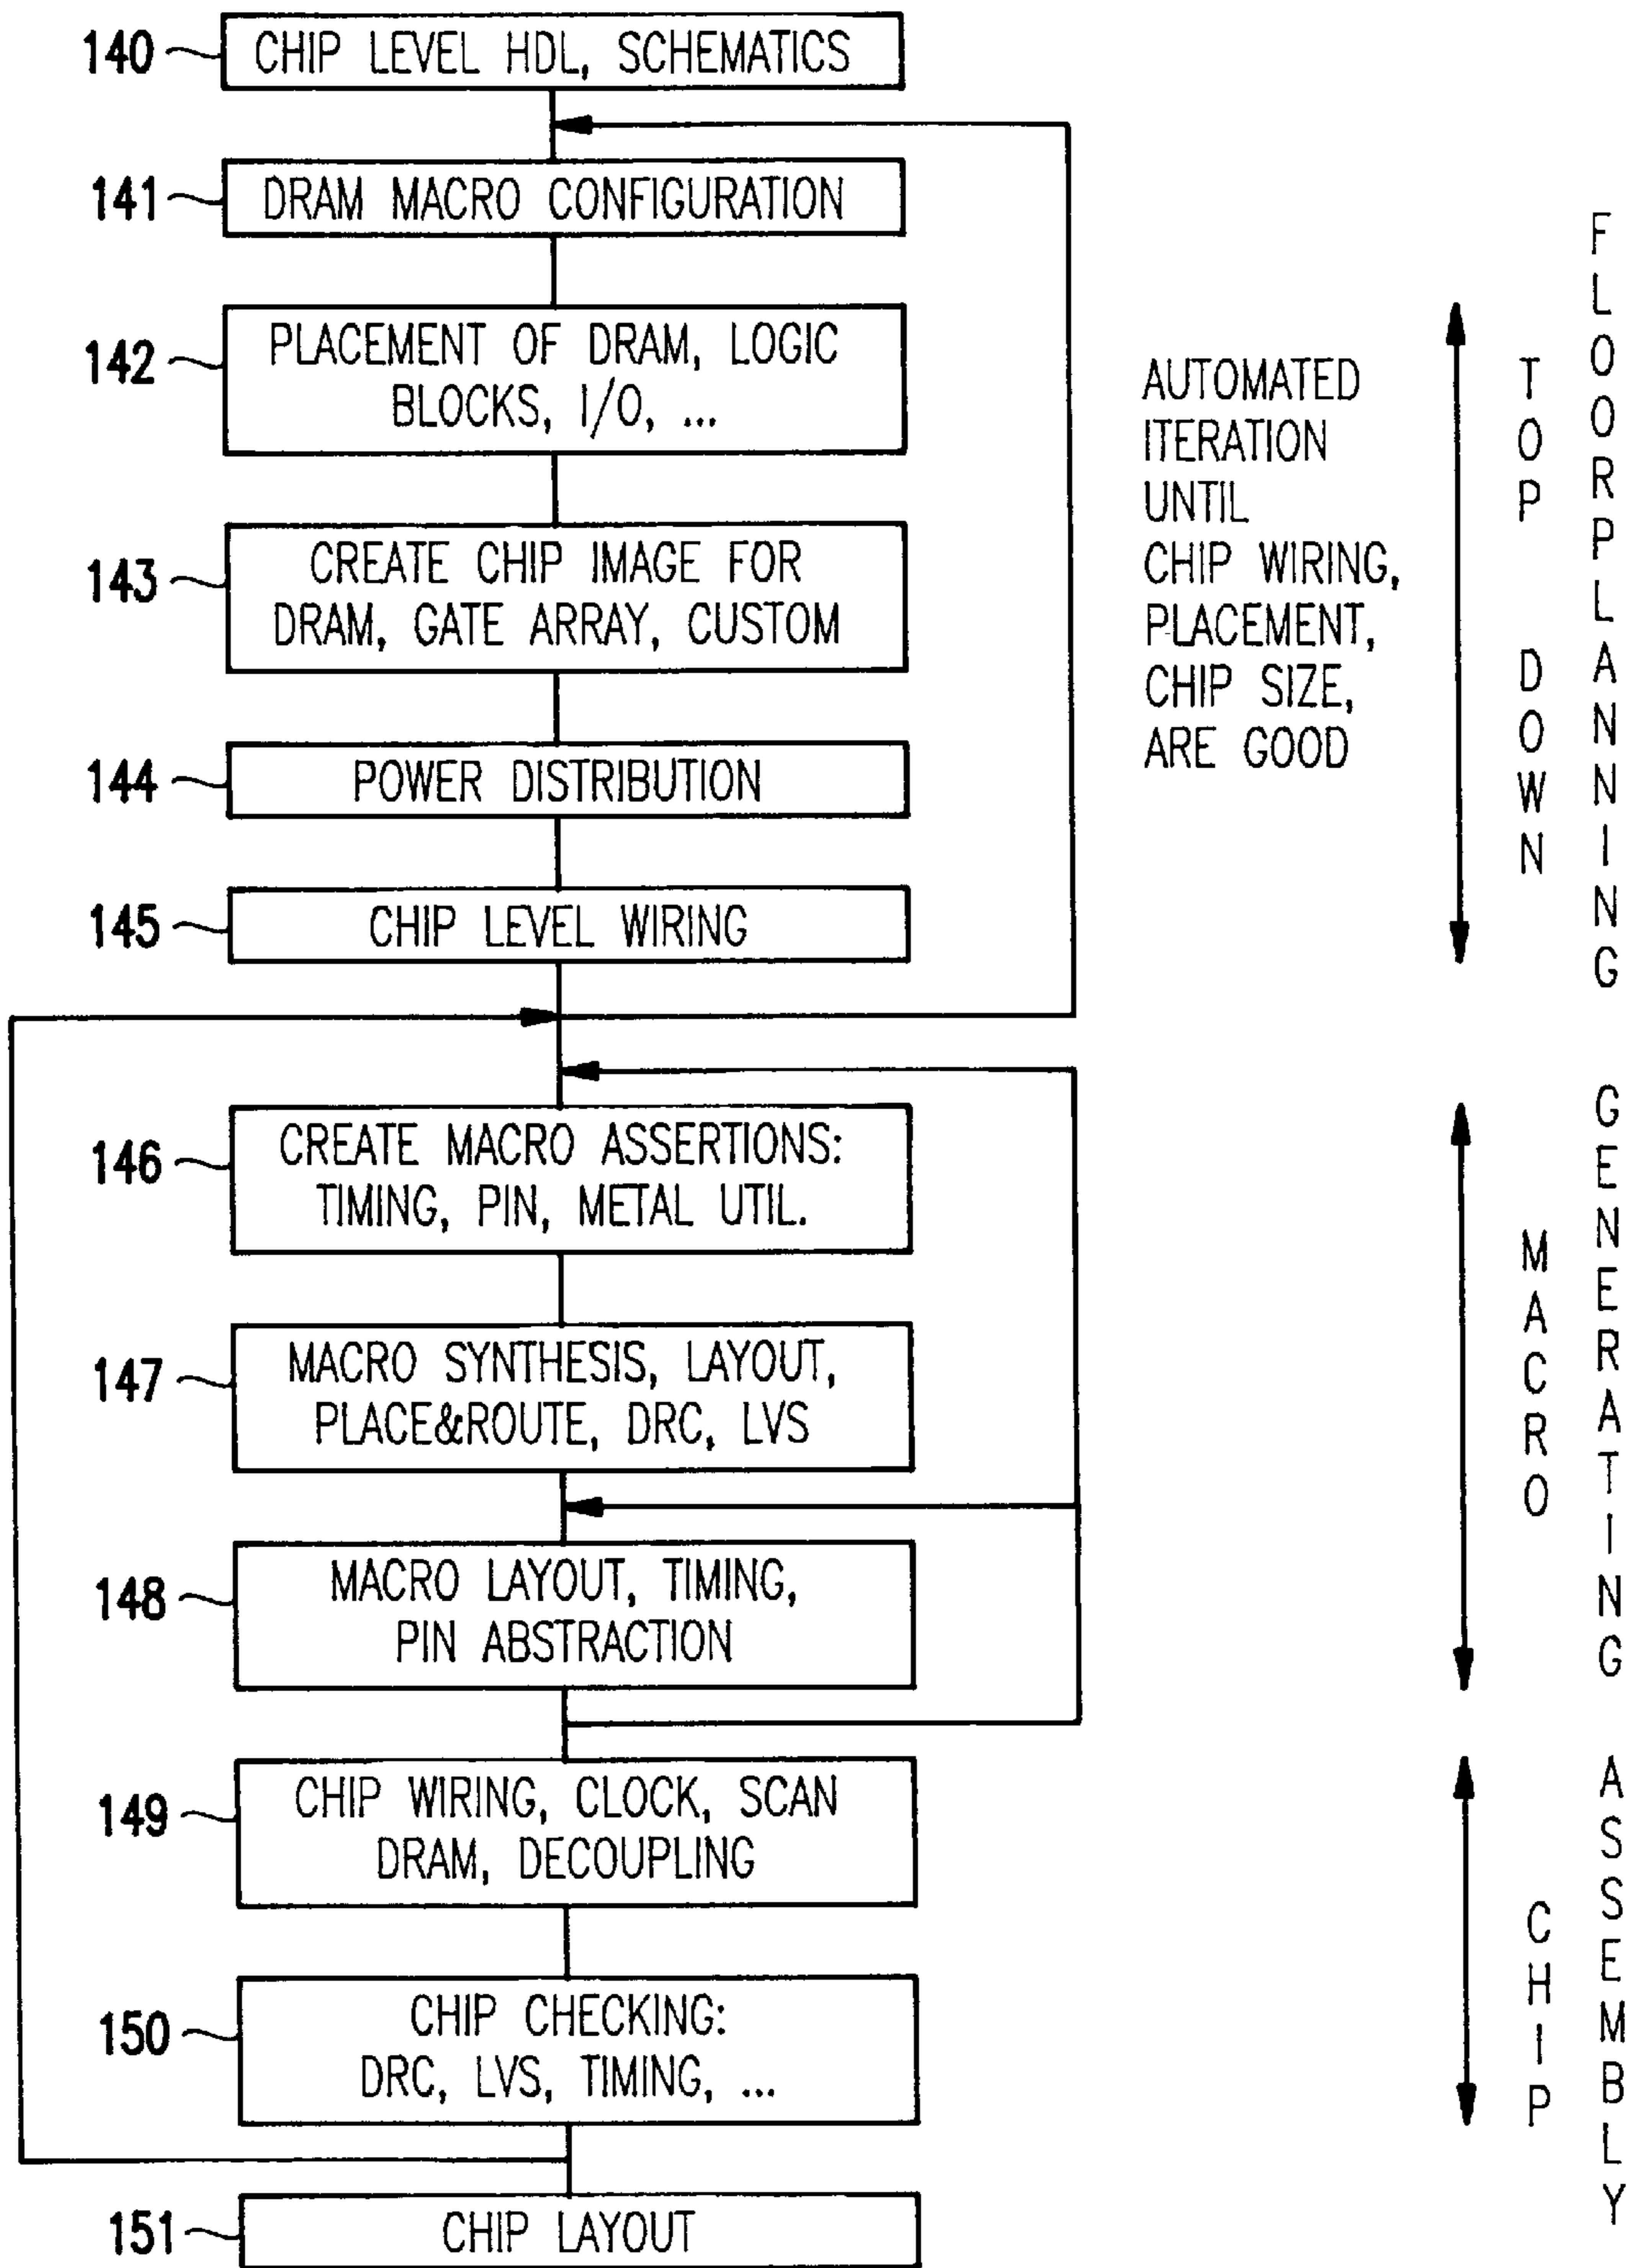 140
CHIP LEVEL HDL, SCHEMATICS
141
DRAM MACRO CONFIGURATION
142
PLACEMENT OF DRAM, LOGIC
BLOCKS, I/O, ...
143
CREATE CHIP IMAGE FOR
DRAM, GATE ARRAY, CUSTOM
144
POWER DISTRIBUTION
145
CHIP LEVEL WIRING
AUTOMATED
ITERATION
UNTIL
CHIP WIRING,
PLACEMENT,
CHIP SIZE,
ARE GOOD
TOP DOWN
FLOORPLANNING
146
CREATE MACRO ASSERTIONS:
TIMING, PIN, METAL UTIL.
147
MACRO SYNTHESIS, LAYOUT,
PLACE&ROUTE, DRC, LVS
148
MACRO LAYOUT, TIMING,
PIN ABSTRACTION
MACRO
GENERATING
149
CHIP WIRING, CLOCK, SCAN
DRAM, DECOUPLING
150
CHIP CHECKING:
DRC, LVS, TIMING, ...
CHIP
ASSEMBLY
151
CHIP LAYOUT